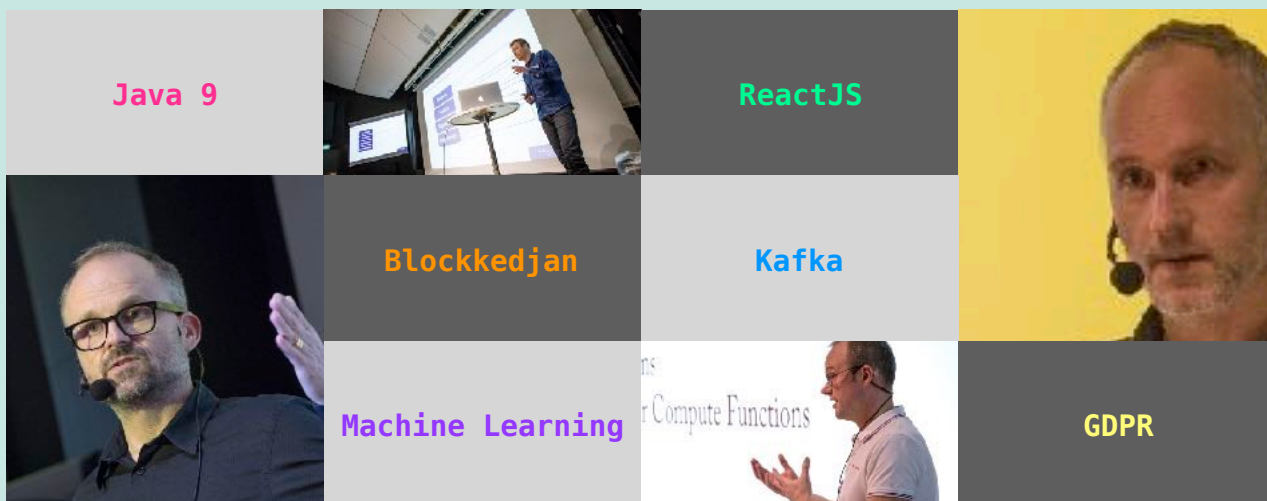 Java 9
ReactJS
Blockkedjan
Kafka
Machine Learning
Compute Functions
GDPR